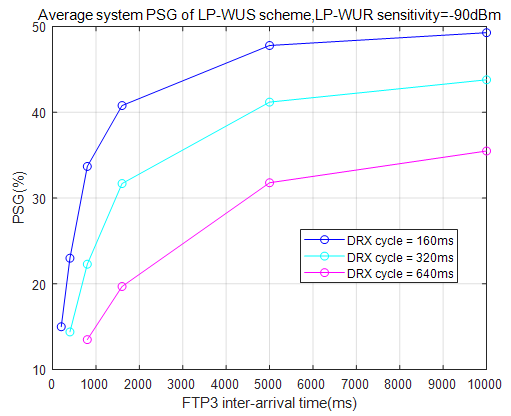 Average system PSG of LP-WUS scheme,LP-WUR sensitivity=-90dBm
50
40
30
20
10
PSG(%)
DRX cycle = 160ms
DRX cycle = 320ms
DRX cycle = 640ms
0 1000 2000 3000 4000 5000 6000 7000 8000 9000 10000
FTP3 inter-arrival time(ms)